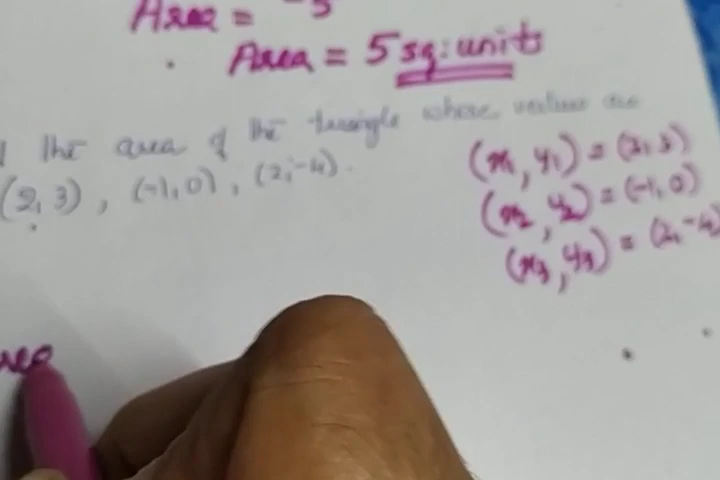 Area =
Area = 5 sq: units
the area of the triangle whose vertices are
(2, 3), (-1, 0), (2, -4).
(x₁, y₁) = (2, 3)
(x₂, y₂) = (-1, 0)
(x₃, y₃) = (2, -4)